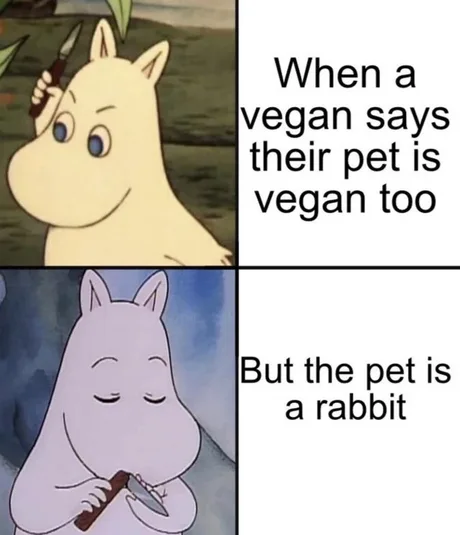 When a
vegan says
their pet is
vegan too
But the pet is
a rabbit